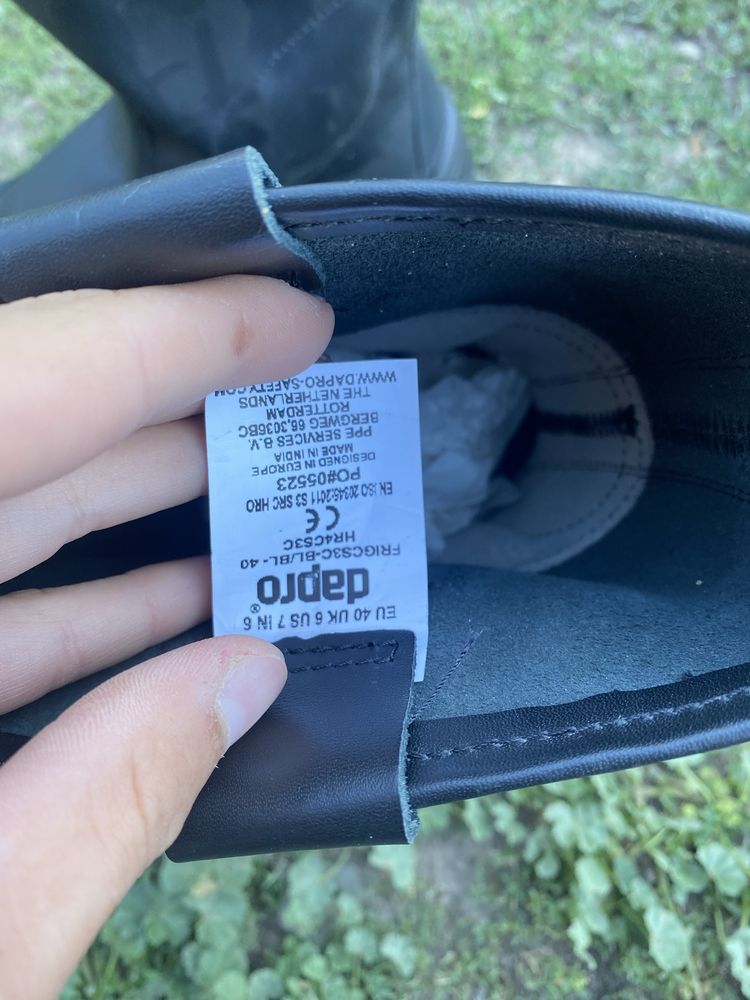 EU 40 UK 6 US 7 IN 6
dapro®
FRIGCS3C-BL/BL - 40
HR4CS3C
CE
EN ISO 20345:2011 S3 SRC HRO
PO#05523
DESIGNED IN EUROPE
MADE IN INDIA
PPE SERVICES B.V.
BERGWEG 66,3036BC
ROTTERDAM
THE NETHERLANDS
WWW.DAPRO-SAFETY.COM